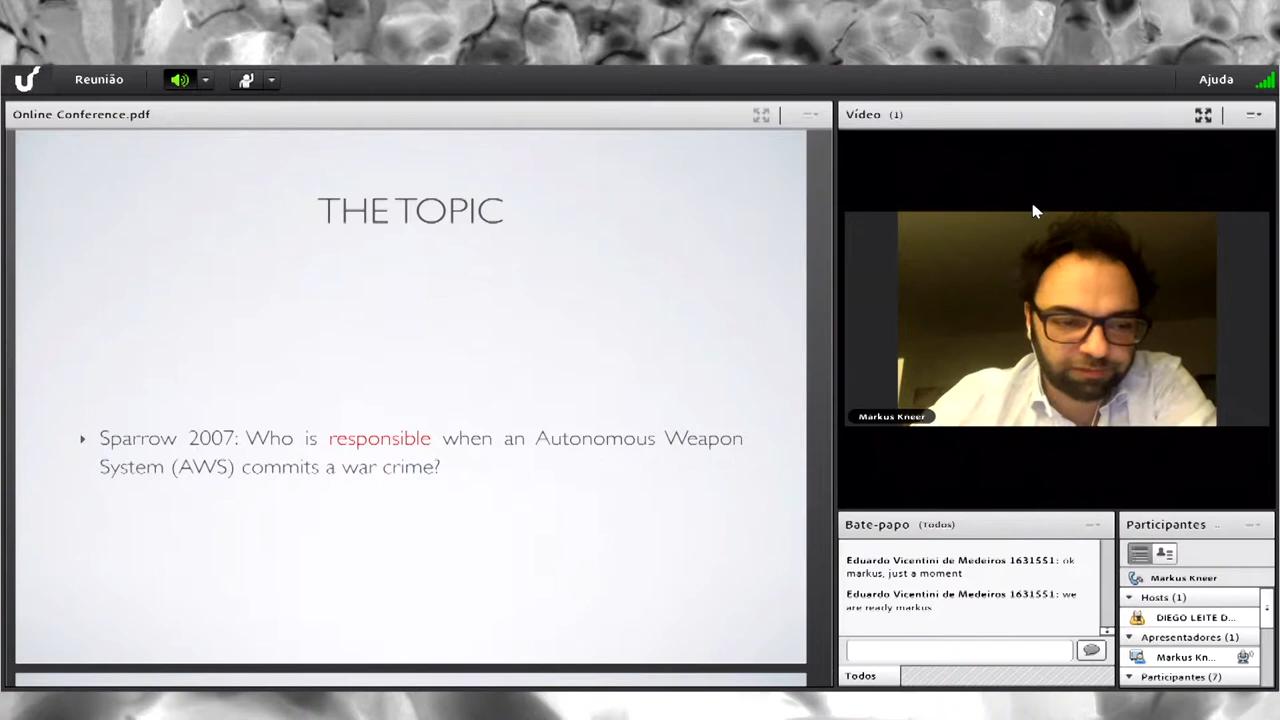 Reunião
Ajuda
Online Conference.pdf
THE TOPIC
Sparrow 2007: Who is responsible when an Autonomous Weapon
System (AWS) commits a war crime?
Vídeo (1)
Markus Kneer
Bate-papo (Todos)
Eduardo Vicentini de Medeiros 1631551: ok
markus, just a moment
Eduardo Vicentini de Medeiros 1631551: we
are ready markus
Todos
Participantes ..
Markus Kneer
Hosts (1)
DIEGO LEITE D...
Apresentadores (1)
Markus Kn...
Participantes (7)